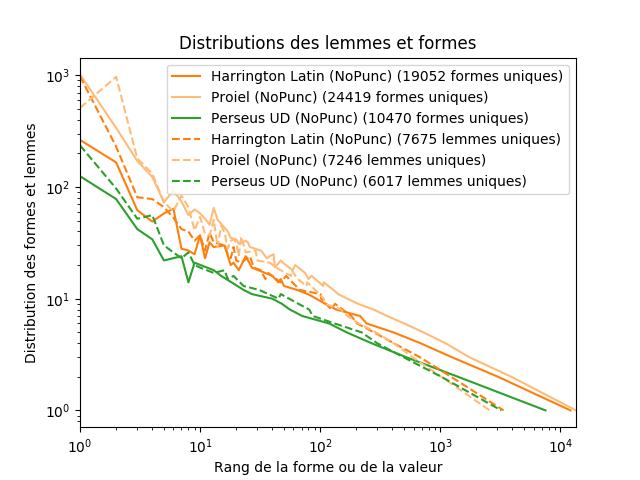 Distributions des lemmes et formes
Distribution des formes et lemmes
10³
10²
10¹
10⁰
Harrington Latin (NoPunc) (19052 formes uniques)
Proiel (NoPunc) (24419 formes uniques)
Perseus UD (NoPunc) (10470 formes uniques)
Harrington Latin (NoPunc) (7675 lemmes uniques)
Proiel (NoPunc) (7246 lemmes uniques)
Perseus UD (NoPunc) (6017 lemmes uniques)
10⁰ 10¹ 10² 10³ 10⁴
Rang de la forme ou de la valeur